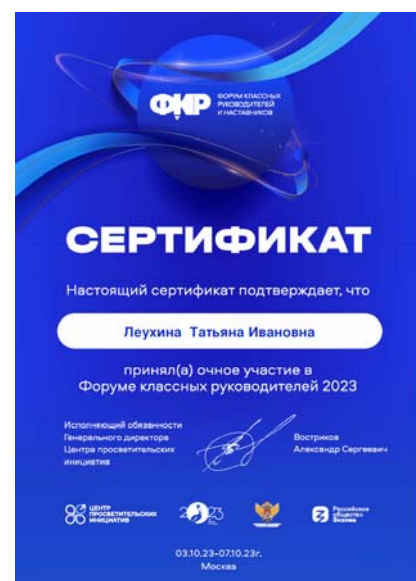 ФКР
ФОРУМ КЛАССНЫХ
РУКОВОДИТЕЛЕЙ
И НАСТАВНИКОВ
СЕРТИФИКАТ
Настоящий сертификат подтверждает, что
Леухина Татьяна Ивановна
принял(а) очное участие в
Форуме классных руководителей 2023
Исполняющий обязанности
Генерального директора
Центра просветительских
инициатив
Востриков
Александр Сергеевич
ЦЕНТР
ПРОСВЕТИТЕЛЬСКИХ
ИНИЦИАТИВ
2023
Российское
общество
Знание
03.10.23-07.10.23г.
Москва